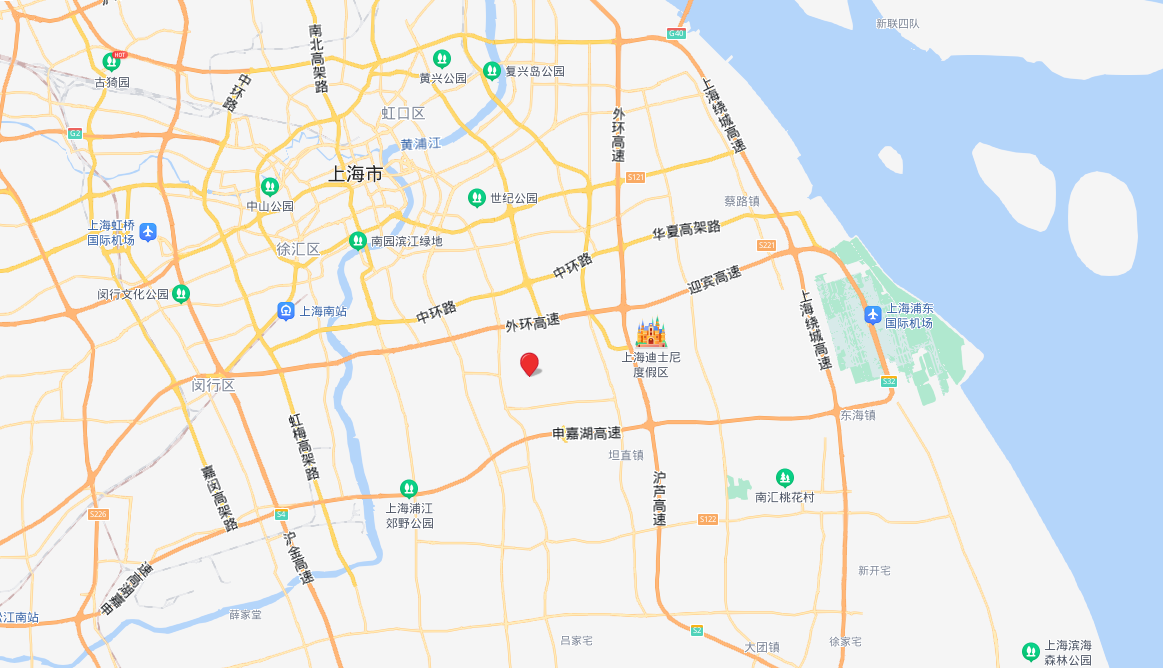 新联四队
G40
南北高架路
HOT
古猗园
黄兴公园
复兴岛公园
中环路
上海绕城高速
虹口区
外环高速
G2
黄浦江
上海市
S121
中山公园
世纪公园
蔡路镇
上海虹桥
国际机场
徐汇区
南园滨江绿地
华夏高架路
S221
中环路
迎宾高速
闵行文化公园
上海南站
中环路
外环高速
上海绕城高速
上海浦东
国际机场
上海迪士尼
度假区
闵行区
S32
东海镇
虹梅高架路
申嘉湖高速
坦直镇
嘉闵高架路
沪芦高速
南汇桃花村
上海浦江
郊野公园
S226
S4
S122
沪金高速
申嘉湖高速
新开宅
松江南站
薛家堂
S2
吕家宅
大团镇
徐家宅
上海滨海
森林公园